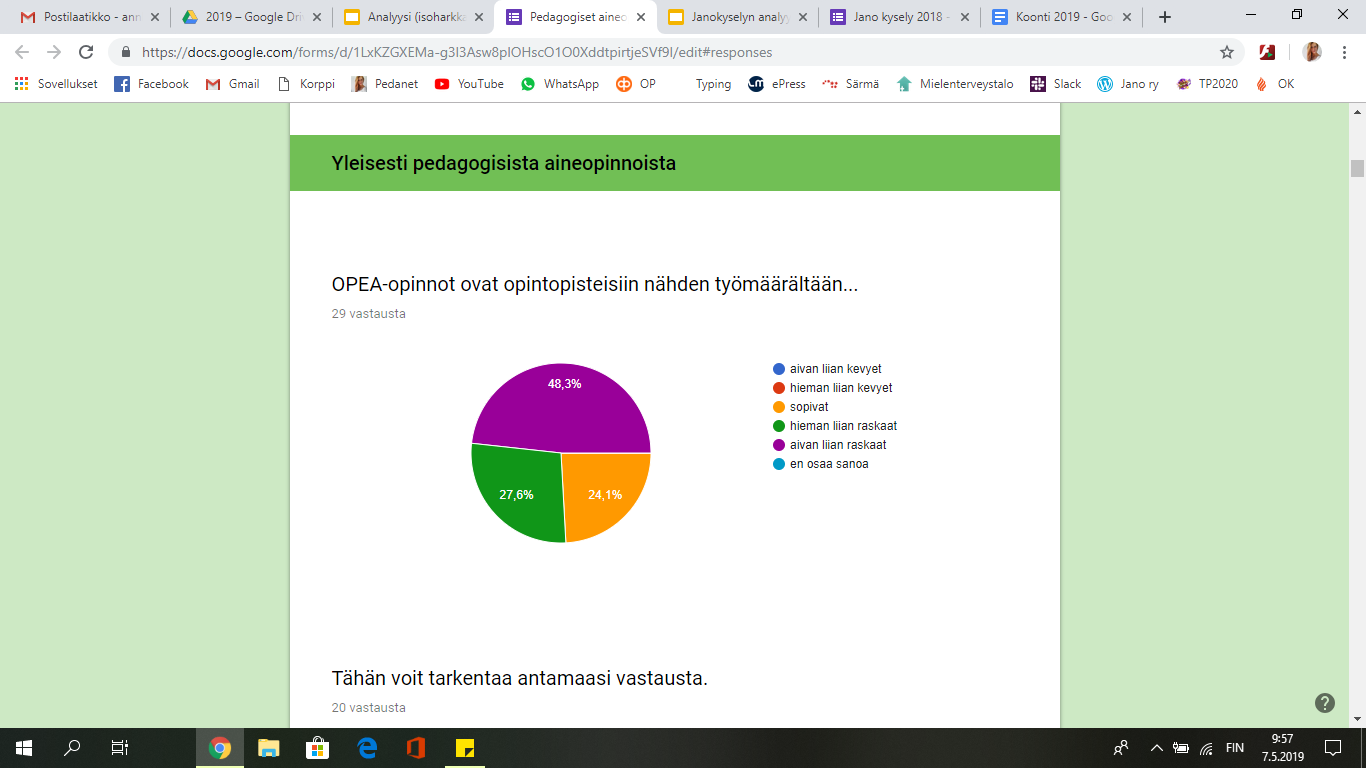 Postilaatikko - ann
2019 – Google Dri
Analyysi (isoharkka
Pedagogiset aineo
Janokyselyn analyy
Jano kysely 2018 -
Koonti 2019 - Goo
https://docs.google.com/forms/d/1LxKZGXEMa-g3I3Asw8pIOHscO1O0XddtpirtjeSVf9I/edit#responses
Sovellukset
Facebook
Gmail
Korppi
Pedanet
YouTube
WhatsApp
OP
Typing
ePress
Särmä
Mielenterveystalo
Slack
Jano ry
TP2020
OK
Yleisesti pedagogisista aineopinnoista
OPEA-opinnot ovat opintopisteisiin nähden työmäärältään...
29 vastausta
48,3%
27,6%
24,1%
aivan liian kevyet
hieman liian kevyet
sopivat
hieman liian raskaat
aivan liian raskaat
en osaa sanoa
Tähän voit tarkentaa antamaasi vastausta.
20 vastausta
FIN
9:57
7.5.2019